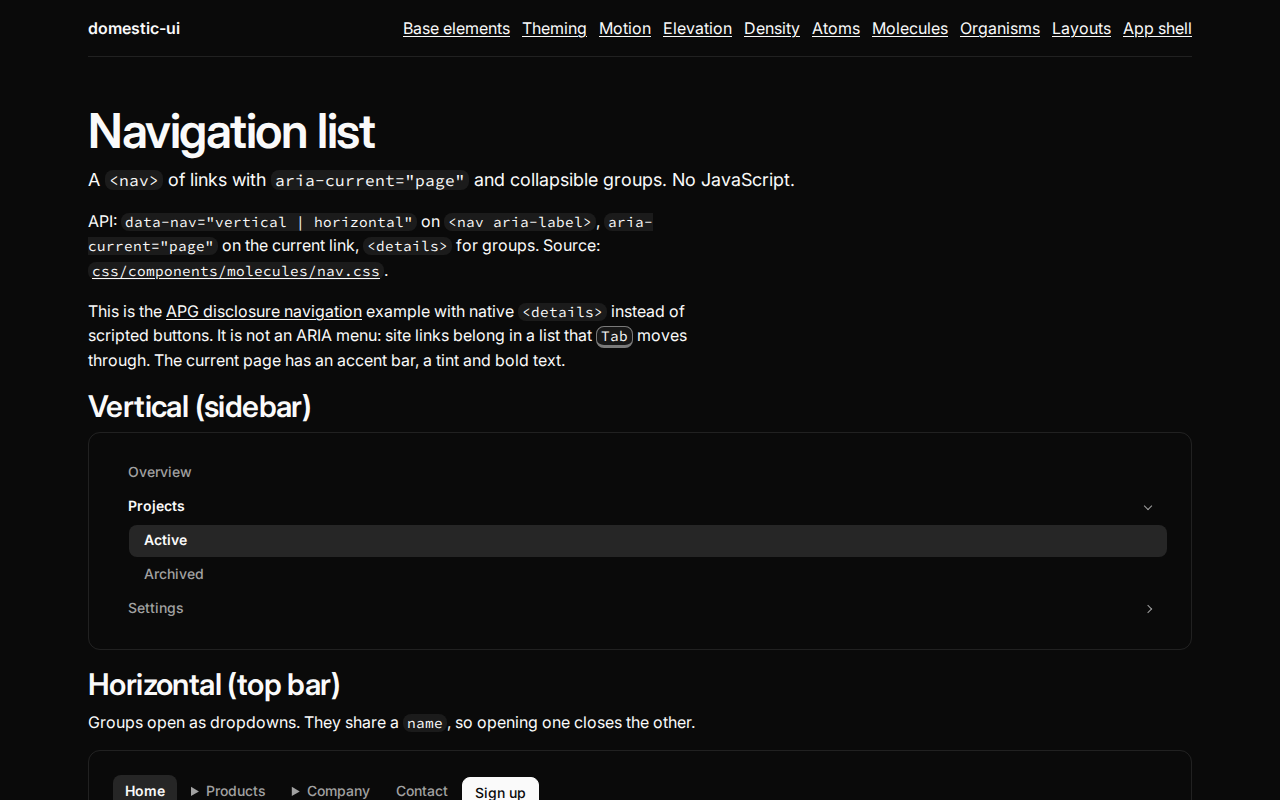 domestic-ui
Base elements Theming Motion Elevation Density Atoms Molecules Organisms Layouts App shell
Navigation list
A <nav> of links with aria-current="page" and collapsible groups. No JavaScript.
API: data-nav="vertical | horizontal" on <nav aria-label>, aria-
current="page" on the current link, <details> for groups. Source:
css/components/molecules/nav.css.
This is the APG disclosure navigation example with native <details> instead of
scripted buttons. It is not an ARIA menu: site links belong in a list that Tab moves
through. The current page has an accent bar, a tint and bold text.
Vertical (sidebar)
Overview
Projects
Active
Archived
Settings
Horizontal (top bar)
Groups open as dropdowns. They share a name, so opening one closes the other.
Home Products Company Contact Sign up